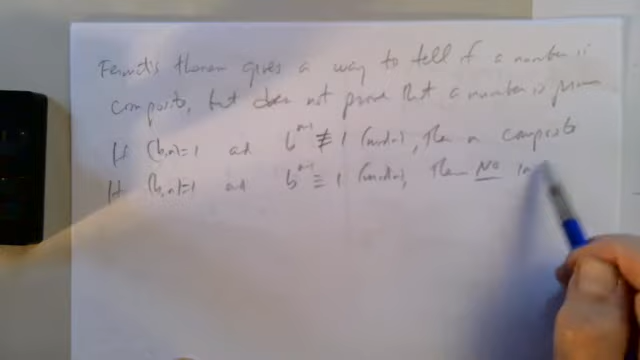 Fermat's theorem gives a way to tell if a number is
composite, but does not prove that a number is prime
If (b,n)=1 and b^{n-1} ≢ 1 (mod n), then n composite
If (b,n)=1 and b^{n-1} ≡ 1 (mod n), then No